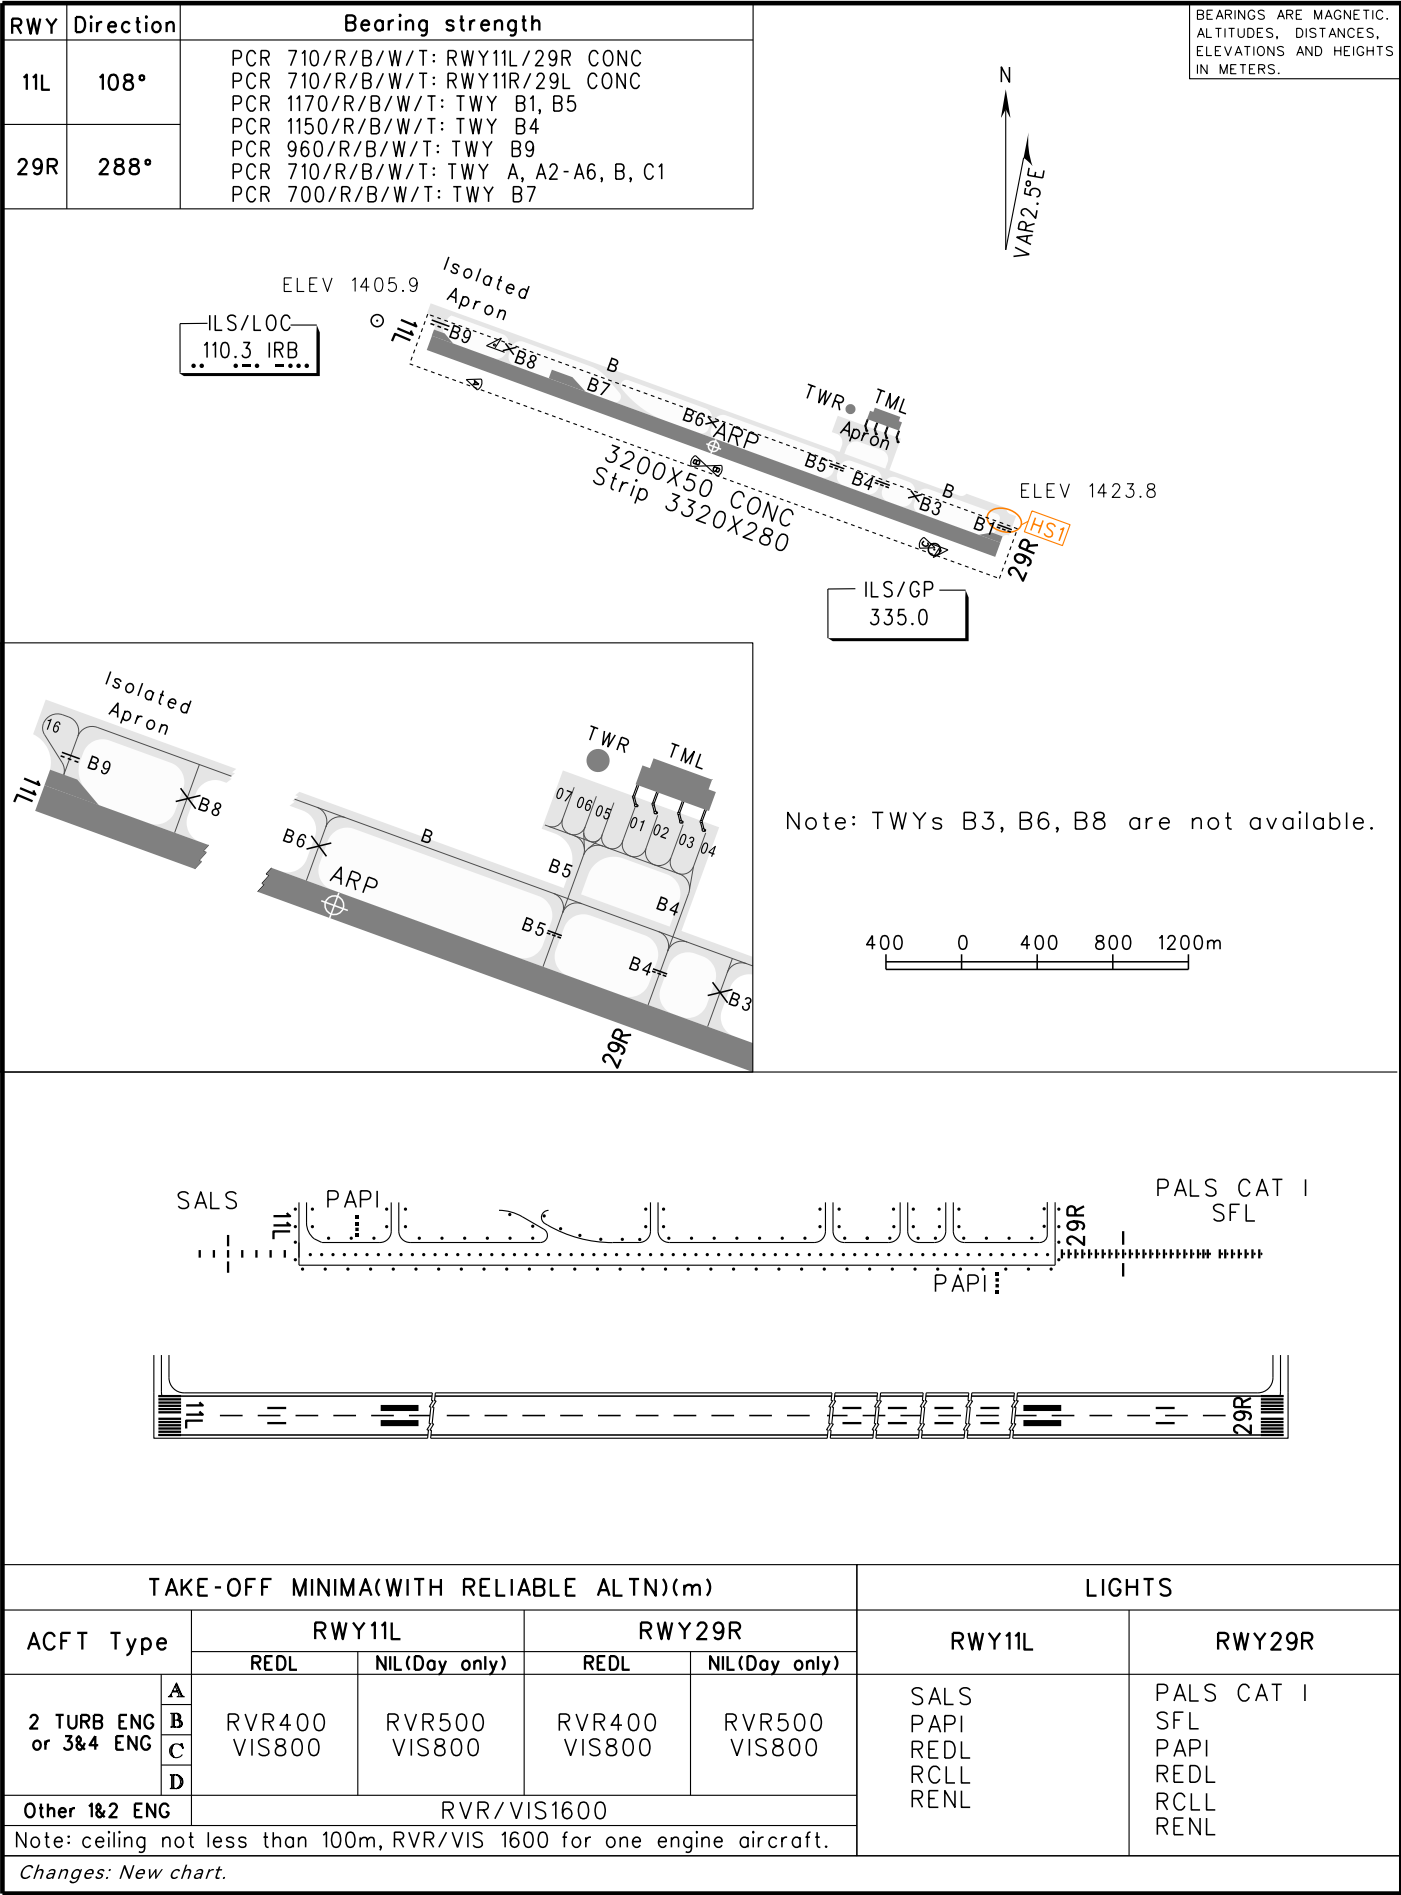 RWY Direction Bearing strength
11L 108°
29R 288°
PCR 710/R/B/W/T: RWY11L/29R CONC
PCR 710/R/B/W/T: RWY11R/29L CONC
PCR 1170/R/B/W/T: TWY B1, B5
PCR 1150/R/B/W/T: TWY B4
PCR 960/R/B/W/T: TWY B9
PCR 710/R/B/W/T: TWY A, A2-A6, B, C1
PCR 700/R/B/W/T: TWY B7
BEARINGS ARE MAGNETIC.
ALTITUDES, DISTANCES,
ELEVATIONS AND HEIGHTS
IN METERS.
N
VAR2.5°E
ELEV 1405.9
Isolated
Apron
ILS/LOC
110.3 IRB
11L
B9
B8
B
B7
B6
ARP
TWR
TML
Apron
B5
B4
B
B3
B1
ELEV 1423.8
HS1
29R
3200X50 CONC
Strip 3320X280
ILS/GP
335.0
Isolated
Apron
16
B9
11L
B8
B6
B
ARP
TWR
TML
07
06
05
01
02
03
04
B5
B4
B5
B4
B3
29R
Note: TWYs B3, B6, B8 are not available.
400 0 400 800 1200m
SALS
PAPI
11L
29R
PALS CAT I
SFL
PAPI
11L
29R
TAKE-OFF MINIMA(WITH RELIABLE ALTN)(m)
LIGHTS
ACFT Type
RWY11L
RWY29R
RWY11L
RWY29R
REDL
NIL(Day only)
REDL
NIL(Day only)
2 TURB ENG
or 3&4 ENG
A
B
C
D
RVR400
VIS800
RVR500
VIS800
RVR400
VIS800
RVR500
VIS800
SALS
PAPI
REDL
RCLL
RENL
PALS CAT I
SFL
PAPI
REDL
RCLL
RENL
Other 1&2 ENG
RVR/VIS1600
Note: ceiling not less than 100m, RVR/VIS 1600 for one engine aircraft.
Changes: New chart.